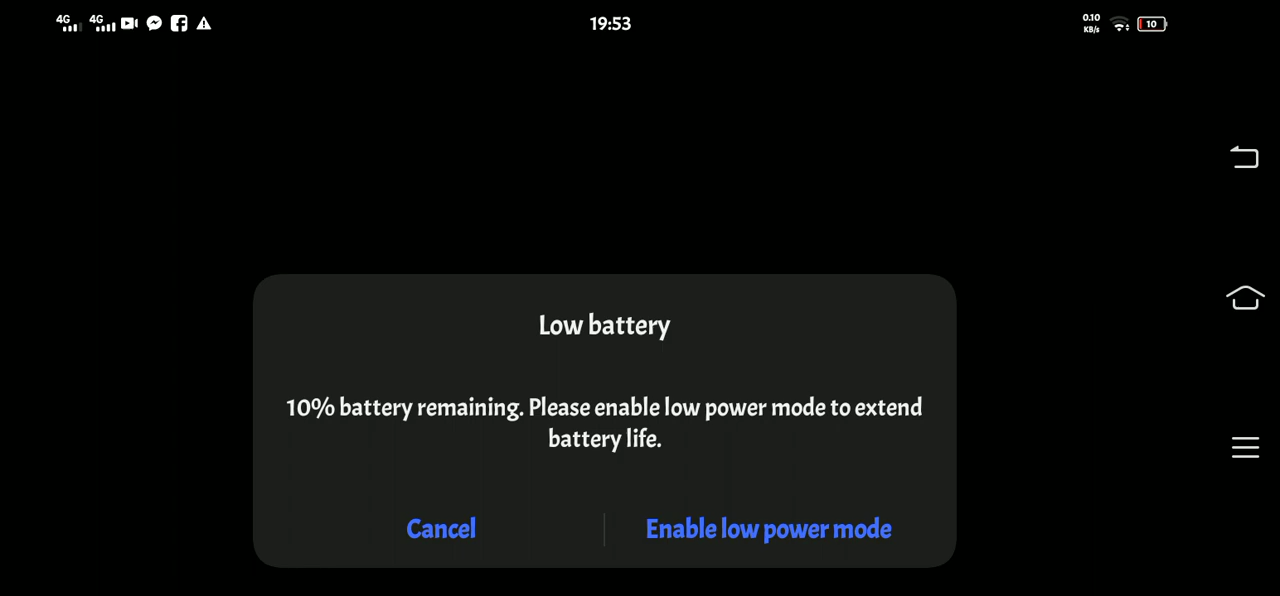 4G 4G 19:53 0.10 KB/s 10
Low battery
10% battery remaining. Please enable low power mode to extend
battery life.
Cancel Enable low power mode